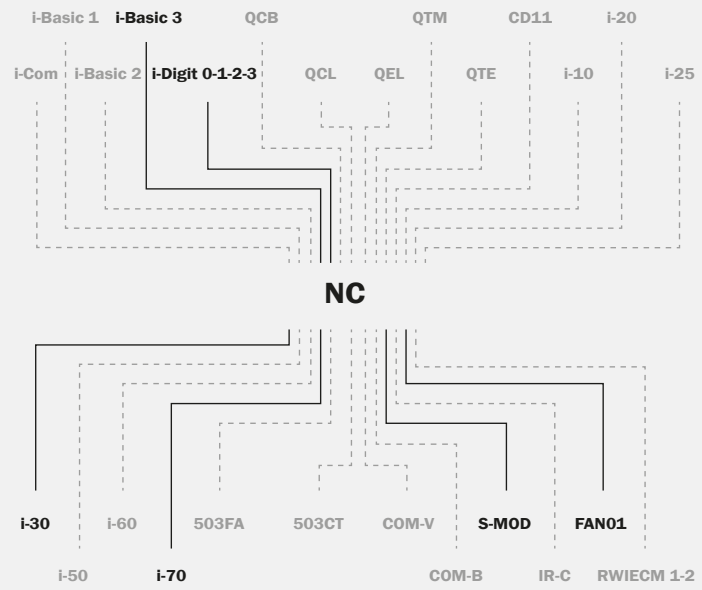 i-Basic 1 i-Basic 3 QCB QTM CD11 i-20
i-Com i-Basic 2 i-Digit 0-1-2-3 QCL QEL QTE i-10 i-25
NC
i-30 i-60 503FA 503CT COM-V S-MOD FAN01
i-50 i-70 COM-B IR-C RWIECM 1-2